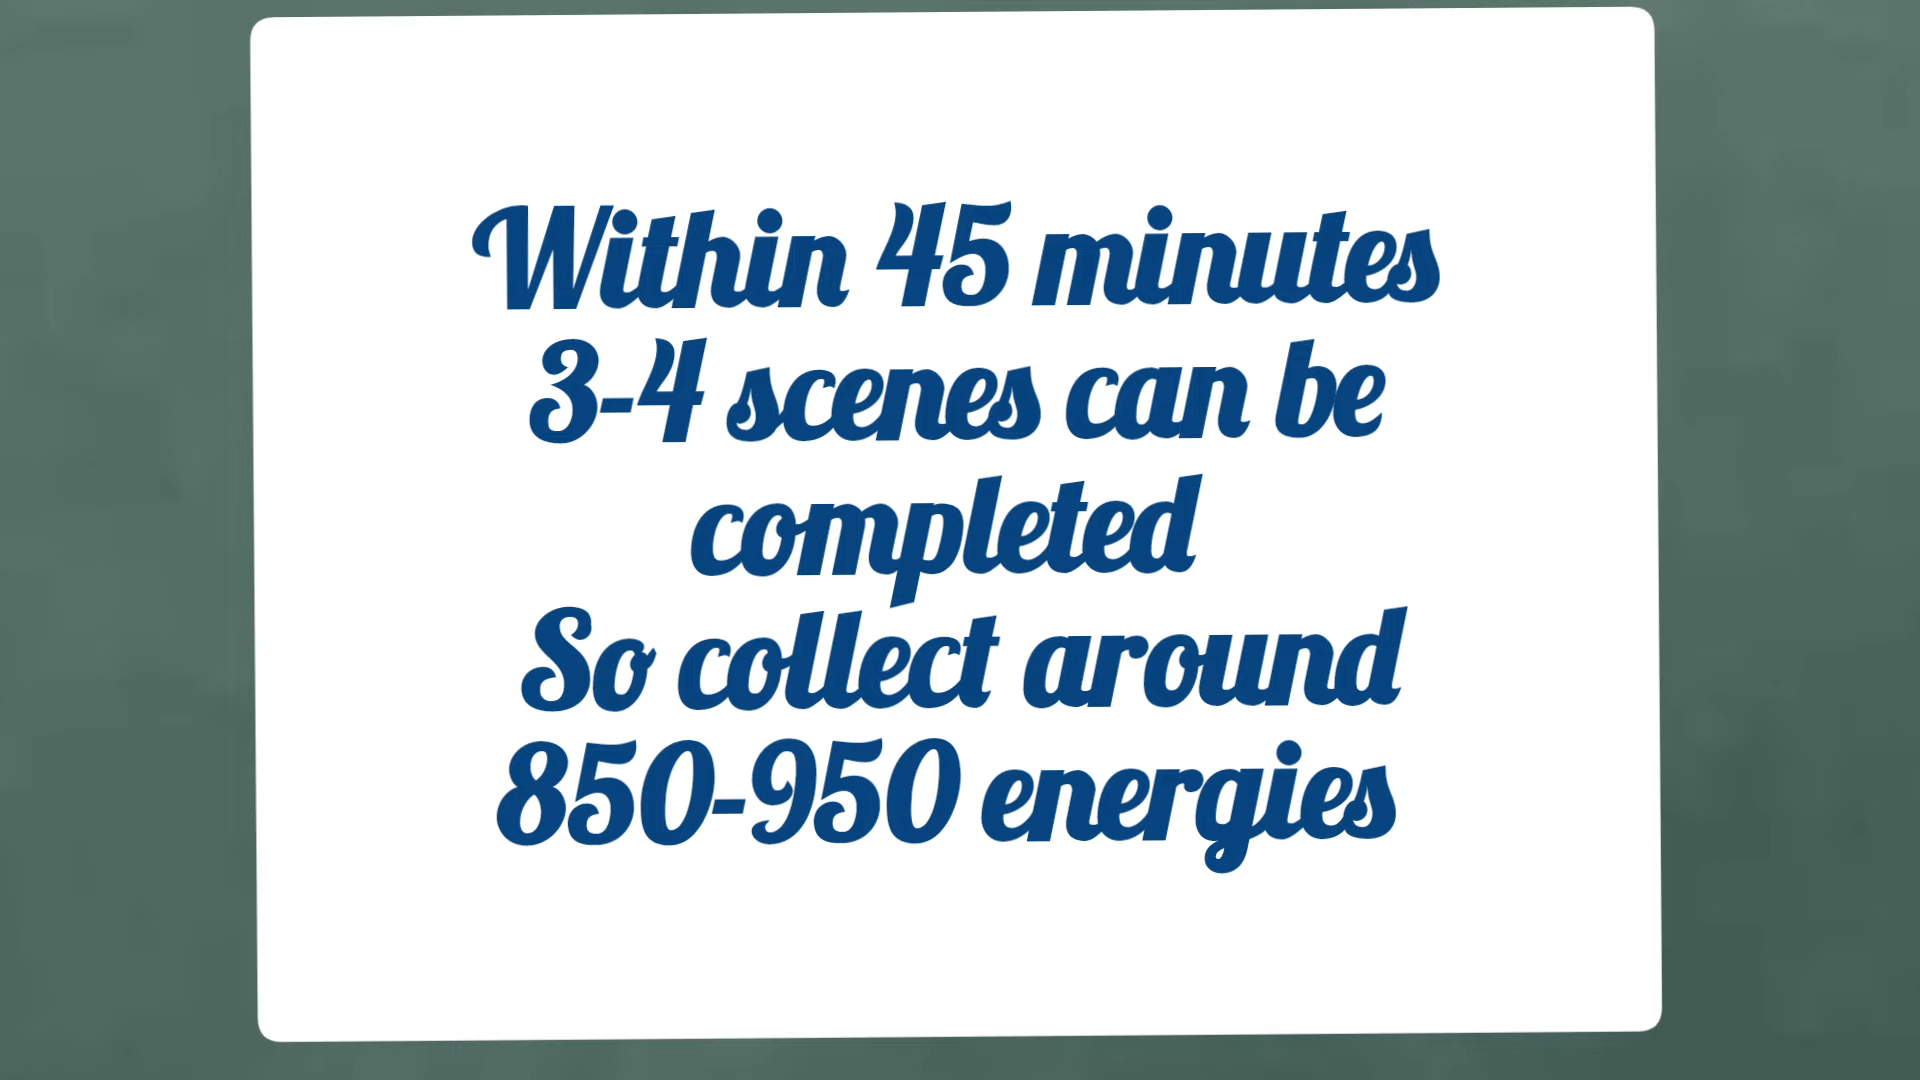 Within 45 minutes
3-4 scenes can be
completed
So collect around
850-950 energies